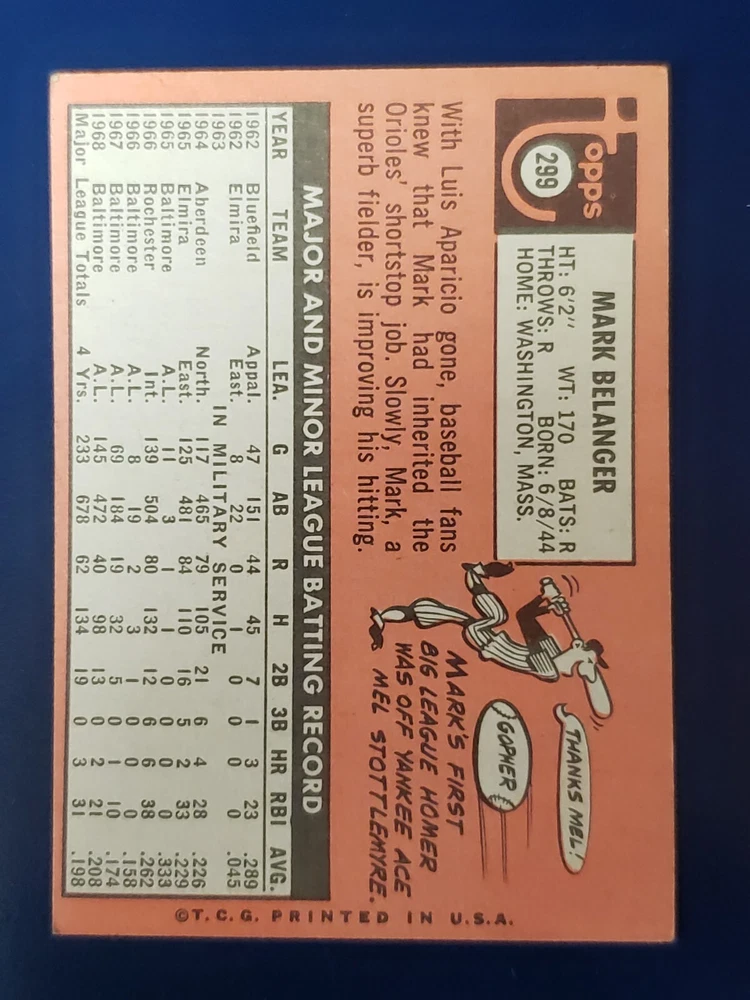 Topps
299
MARK BELANGER
HT: 6'2" WT: 170 BATS: R
THROWS: R BORN: 6/8/44
HOME: WASHINGTON, MASS.
With Luis Aparicio gone, baseball fans
knew that Mark had inherited the
Orioles' shortstop job. Slowly, Mark, a
superb fielder, is improving his hitting.
THANKS MEL!
GOPHER
MARK'S FIRST
BIG LEAGUE HOMER
WAS OFF YANKEE ACE
MEL STOTTLEMYRE.
MAJOR AND MINOR LEAGUE BATTING RECORD
YEAR TEAM LEA. G AB R H 2B 3B HR RBI AVG.
1962 Bluefield Appal. 47 151 44 45 7 1 3 23 .289
1962 Elmira East. 8 22 0 1 0 0 0 0 .045
1963 IN MILITARY SERVICE
1964 Aberdeen North. 117 465 79 105 21 6 4 28 .226
1965 Elmira East. 125 481 84 110 16 5 2 33 .229
1965 Baltimore A.L. 11 3 1 1 0 0 0 0 .333
1966 Rochester Int. 139 504 80 132 12 6 6 38 .262
1966 Baltimore A.L. 8 19 2 3 1 0 0 0 .158
1967 Baltimore A.L. 69 184 19 32 5 0 1 10 .174
1968 Baltimore A.L. 145 472 40 98 13 0 2 21 .208
Major League Totals 4 Yrs. 233 678 62 134 19 0 3 31 .198
©T.C.G. PRINTED IN U.S.A.